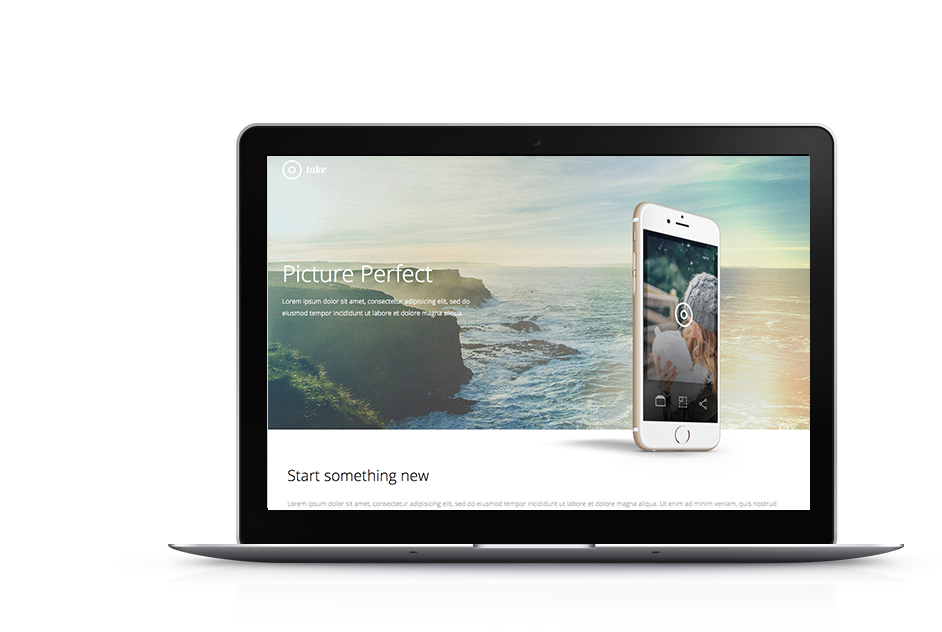 take
Picture Perfect
Lorem ipsum dolor sit amet, consectetur adipisicing elit, sed do
eiusmod tempor incididunt ut labore et dolore magna aliqua.
Start something new
Lorem ipsum dolor sit amet, consectetur adipisicing elit, sed do eiusmod tempor incididunt ut labore et dolore magna aliqua. Ut enim ad minim veniam, quis nostrud